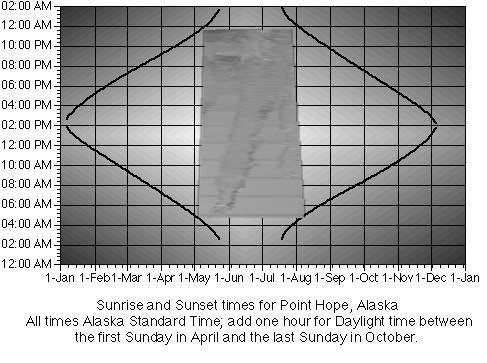 02:00 AM
12:00 AM
10:00 PM
08:00 PM
06:00 PM
04:00 PM
02:00 PM
12:00 PM
10:00 AM
08:00 AM
06:00 AM
04:00 AM
02:00 AM
12:00 AM
1-Jan 1-Feb 1-Mar 1-Apr 1-May 1-Jun 1-Jul 1-Aug 1-Sep 1-Oct 1-Nov 1-Dec 1-Jan
Sunrise and Sunset times for Point Hope, Alaska
All times Alaska Standard Time; add one hour for Daylight time between
the first Sunday in April and the last Sunday in October.